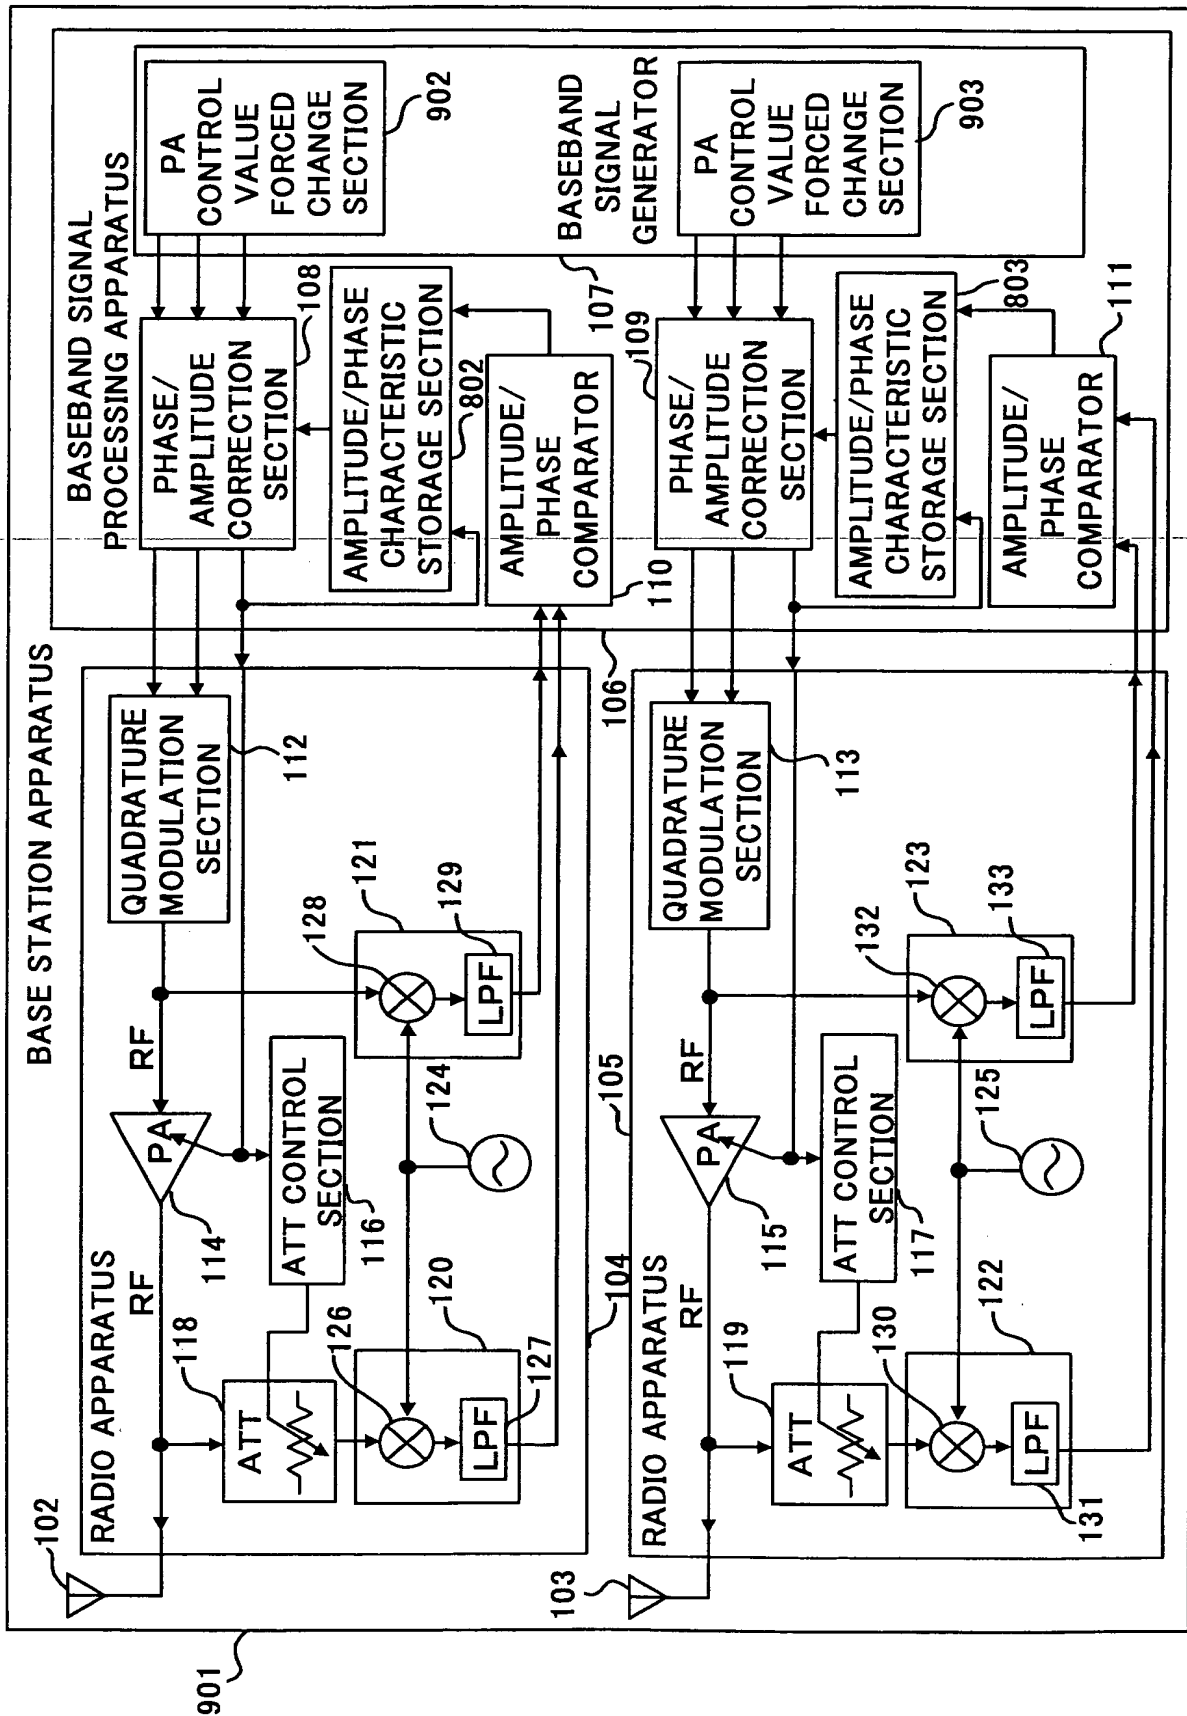 BASE STATION APPARATUS
901
102
RADIO APPARATUS
104
118
ATT
RF
114
PA
RF
QUADRATURE
MODULATION
SECTION
112
ATT CONTROL
SECTION
116
126
120
LPF
127
124
128
121
LPF
129
BASEBAND SIGNAL
PROCESSING APPARATUS
106
PHASE/
AMPLITUDE
CORRECTION
SECTION
108
AMPLITUDE/PHASE
CHARACTERISTIC
STORAGE SECTION
802
AMPLITUDE/
PHASE
COMPARATOR
110
PA
CONTROL
VALUE
FORCED
CHANGE
SECTION
902
BASEBAND
SIGNAL
GENERATOR
107
103
RADIO APPARATUS
105
119
ATT
RF
115
PA
RF
QUADRATURE
MODULATION
SECTION
113
ATT CONTROL
SECTION
117
130
122
LPF
131
125
132
123
LPF
133
PHASE/
AMPLITUDE
CORRECTION
SECTION
109
AMPLITUDE/PHASE
CHARACTERISTIC
STORAGE SECTION
803
AMPLITUDE/
PHASE
COMPARATOR
111
PA
CONTROL
VALUE
FORCED
CHANGE
SECTION
903